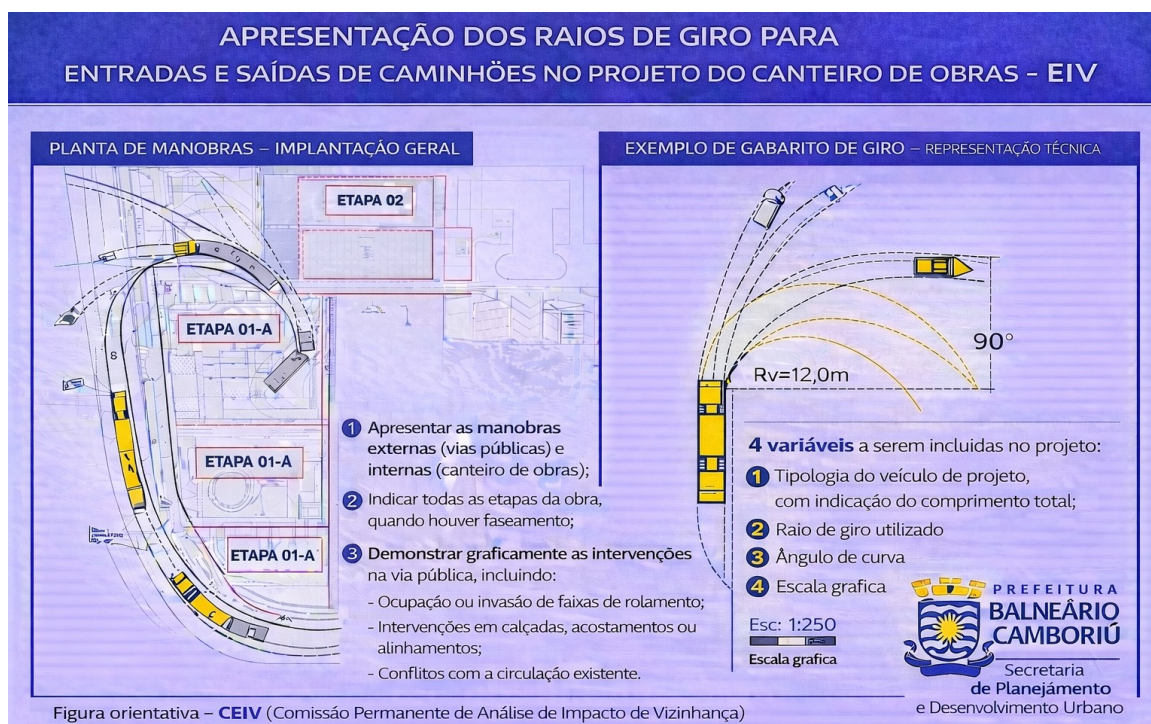 APRESENTAÇÃO DOS RAIOS DE GIRO PARA
ENTRADAS E SAÍDAS DE CAMINHÖES NO PROJETO DO CANTEIRO DE OBRAS - EIV
PLANTA DE MANOBRAS – IMPLANTAÇÃO GERAL
ETAPA 02
ETAPA 01-A
ETAPA 01-A
ETAPA 01-A
1 Apresentar as manobras
externas (vias públicas) e
internas (canteiro de obras);
2 Indicar todas as etapas da obra,
quando houver faseamento;
3 Demonstrar graficamente as intervenções
na via pública, incluindo:
- Ocupação ou invasão de faixas de rolamento;
- Intervenções em calçadas, acostamentos ou
alinhamentos;
- Conflitos com a circulação existente.
EXEMPLO DE GABARITO DE GIRO – REPRESENTAÇÃO TÉCNICA
90°
Rv=12,0m
4 variáveis a serem incluidas no projeto:
1 Tipologia do veículo de projeto,
com indicação do comprimento total;
2 Raio de giro utilizado
3 Ângulo de curva
4 Escala grafica
Esc: 1:250
Escala grafica
PREFEITURA
BALNEÁRIO
CAMBORIÚ
Secretaria
de Planejámento
e Desenvolvimento Urbano
Figura orientativa – CEIV (Comissão Permanente de Análise de Impacto de Vizinhança)